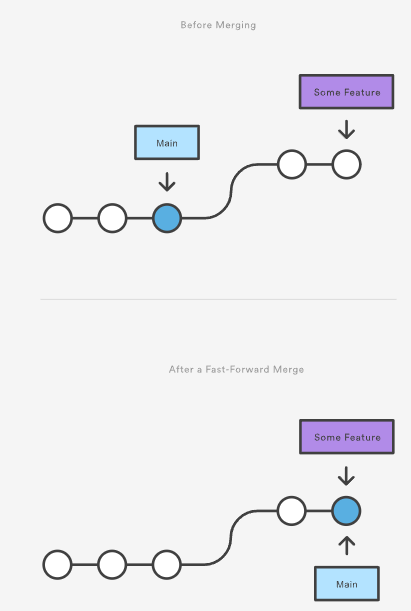 Before Merging
Some Feature
Main
After a Fast-Forward Merge
Some Feature
Main